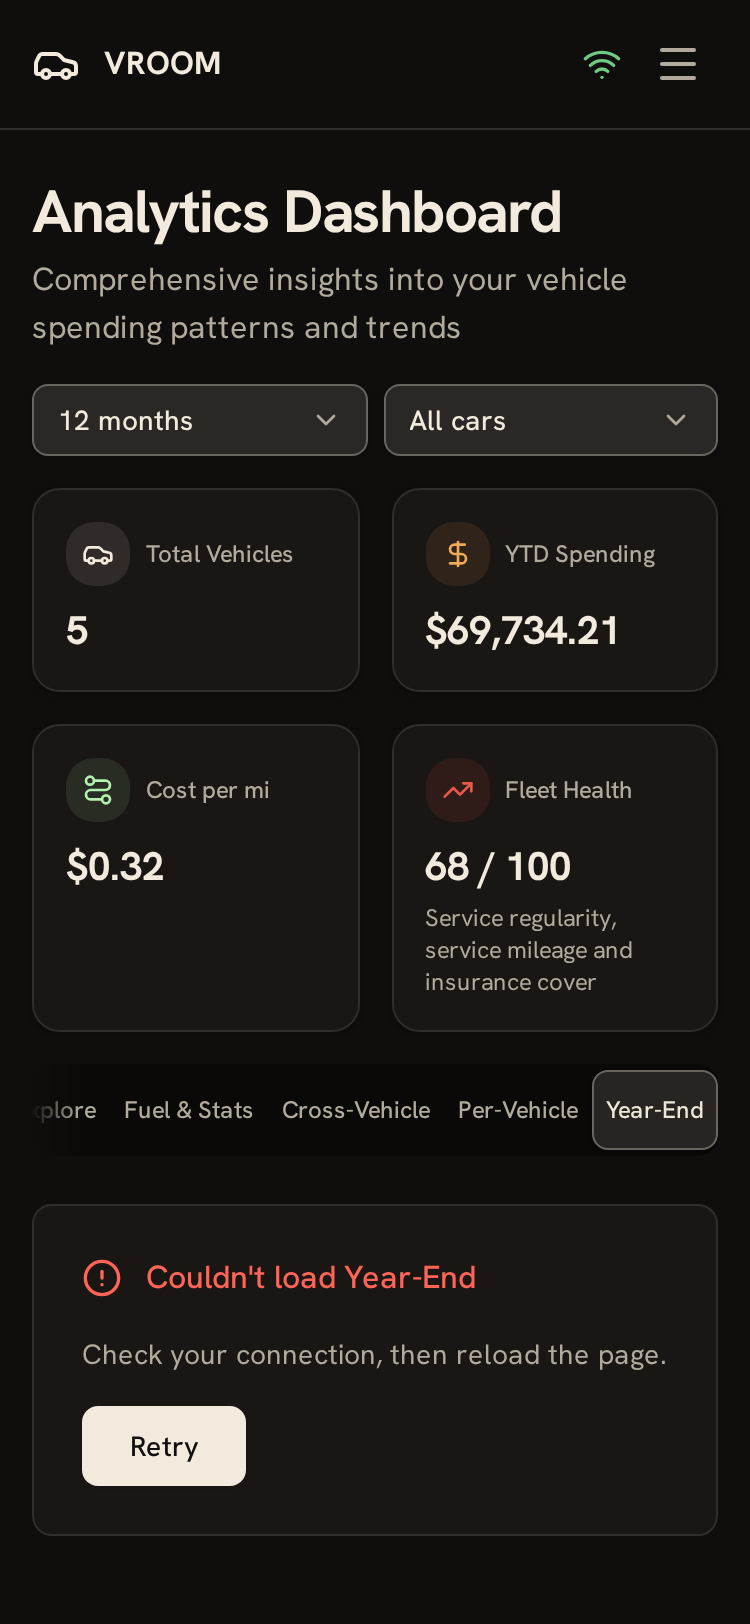 VROOM
Analytics Dashboard
Comprehensive insights into your vehicle
spending patterns and trends
12 months
All cars
Total Vehicles
5
YTD Spending
$69,734.21
Cost per mi
$0.32
Fleet Health
68 / 100
Service regularity,
service mileage and
insurance cover
plore
Fuel & Stats
Cross-Vehicle
Per-Vehicle
Year-End
Couldn't load Year-End
Check your connection, then reload the page.
Retry